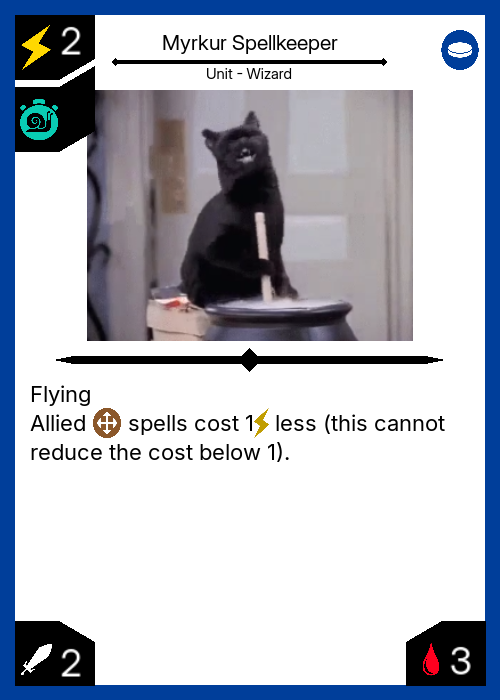 2
Myrkur Spellkeeper
Unit - Wizard
Flying
Allied spells cost 1 less (this cannot
reduce the cost below 1).
2
3